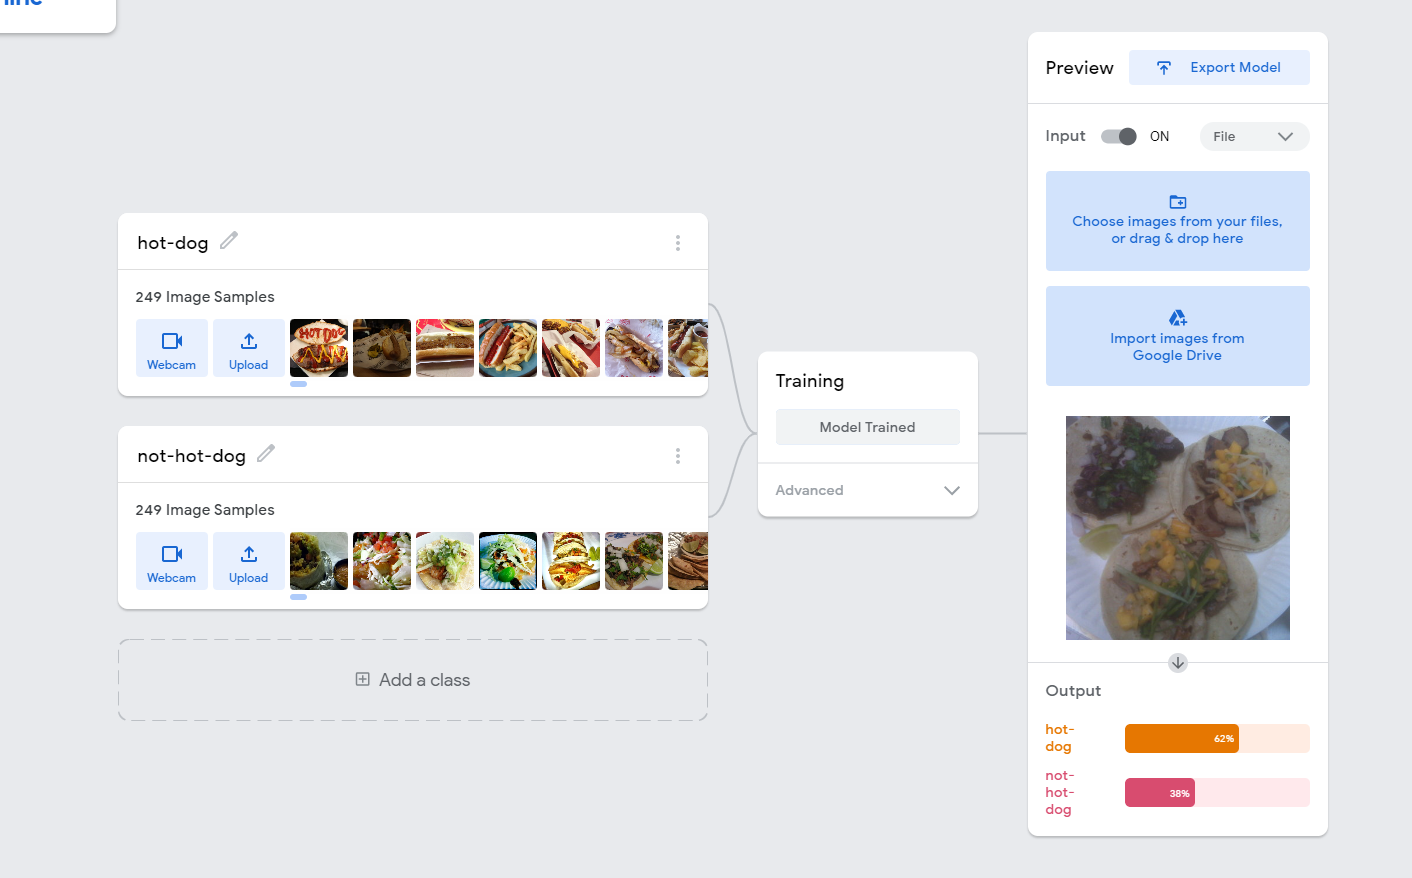 Preview
Export Model
Input
ON
File
Choose images from your files,
or drag & drop here
Import images from
Google Drive
hot-dog
249 Image Samples
Webcam
Upload
HOT DOG
not-hot-dog
249 Image Samples
Webcam
Upload
Add a class
Training
Model Trained
Advanced
Output
hot-
dog
62%
not-
hot-
dog
38%